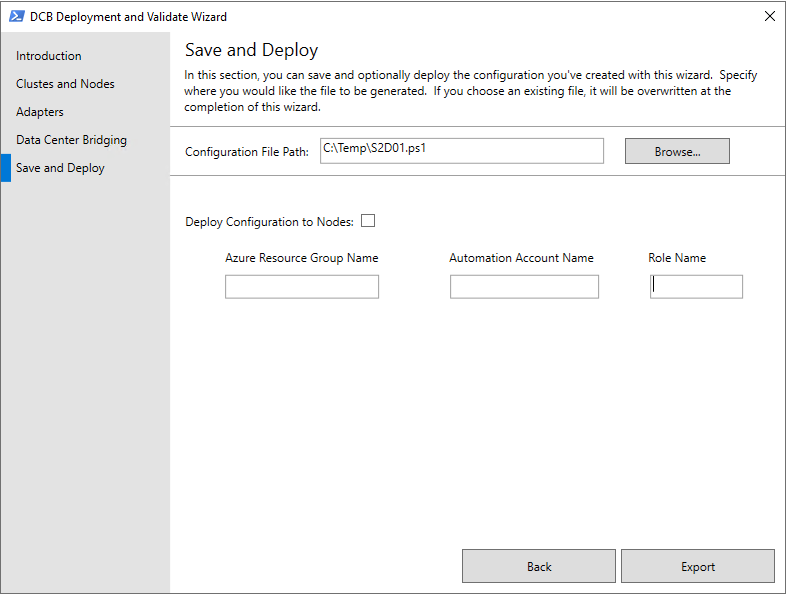 DCB Deployment and Validate Wizard
Introduction
Clustes and Nodes
Adapters
Data Center Bridging
Save and Deploy
Save and Deploy
In this section, you can save and optionally deploy the configuration you've created with this wizard. Specify
where you would like the file to be generated. If you choose an existing file, it will be overwritten at the
completion of this wizard.
Configuration File Path: C:\Temp\S2D01.ps1 Browse...
Deploy Configuration to Nodes:
Azure Resource Group Name Automation Account Name Role Name
Back Export